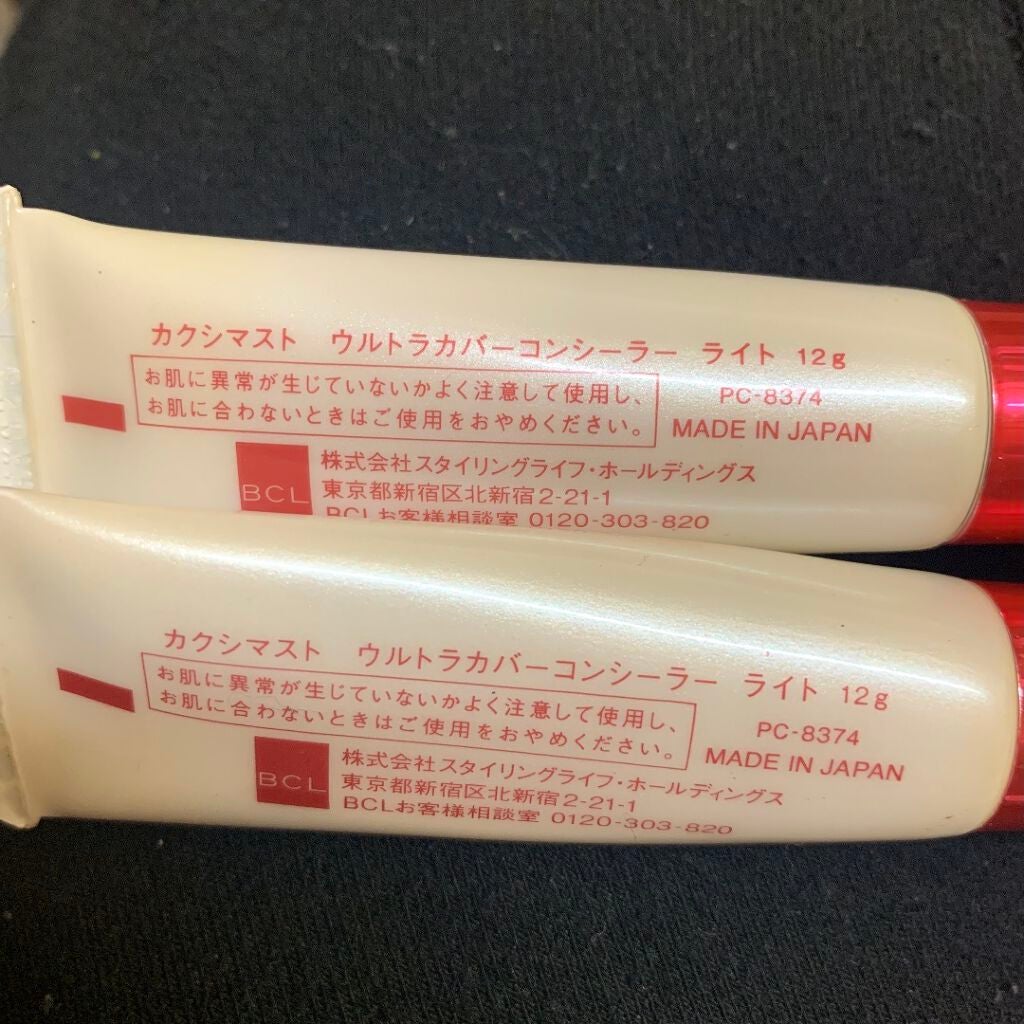 カクシマスト ウルトラカバーコンシーラー ライト 12g
お肌に異常が生じていないかよく注意して使用し、
お肌に合わないときはご使用をおやめください。
PC-8374
MADE IN JAPAN
BCL
株式会社スタイリングライフ・ホールディングス
東京都新宿区北新宿2-21-1
BCLお客様相談室 0120-303-820
カクシマスト ウルトラカバーコンシーラー ライト 12g
お肌に異常が生じていないかよく注意して使用し、
お肌に合わないときはご使用をおやめください。
PC-8374
MADE IN JAPAN
BCL
株式会社スタイリングライフ・ホールディングス
東京都新宿区北新宿2-21-1
BCLお客様相談室 0120-303-820